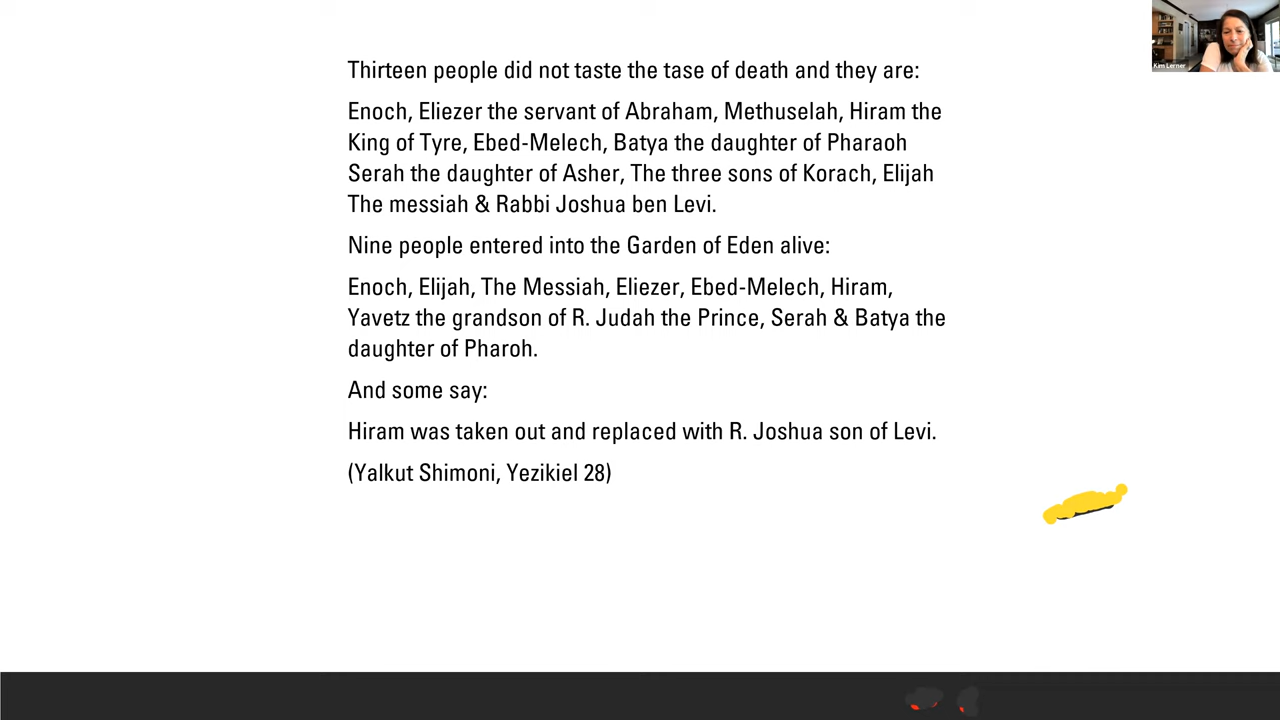 Thirteen people did not taste the tase of death and they are:
Enoch, Eliezer the servant of Abraham, Methuselah, Hiram the
King of Tyre, Ebed-Melech, Batya the daughter of Pharaoh
Serah the daughter of Asher, The three sons of Korach, Elijah
The messiah & Rabbi Joshua ben Levi.
Nine people entered into the Garden of Eden alive:
Enoch, Elijah, The Messiah, Eliezer, Ebed-Melech, Hiram,
Yavetz the grandson of R. Judah the Prince, Serah & Batya the
daughter of Pharoh.
And some say:
Hiram was taken out and replaced with R. Joshua son of Levi.
(Yalkut Shimoni, Yezikiel 28)
Kim Lerner